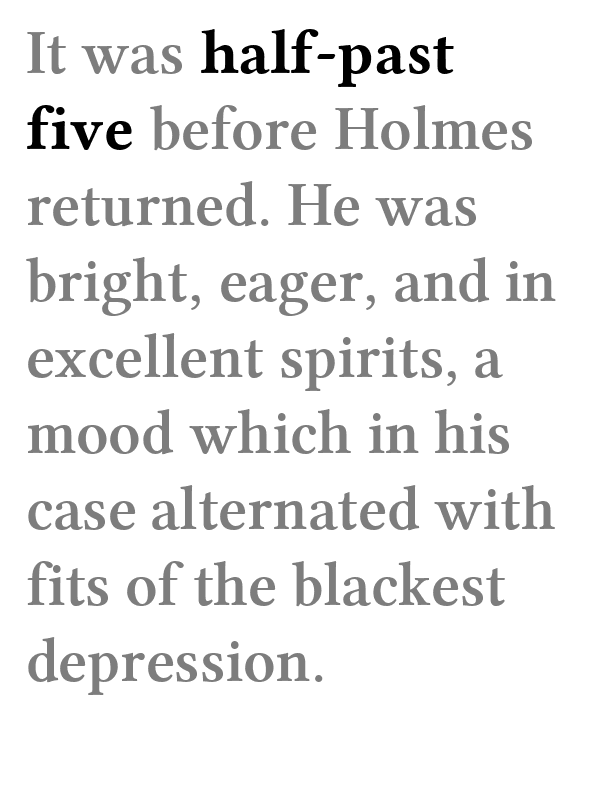 It was half-past
five before Holmes
returned. He was
bright, eager, and in
excellent spirits, a
mood which in his
case alternated with
fits of the blackest
depression.